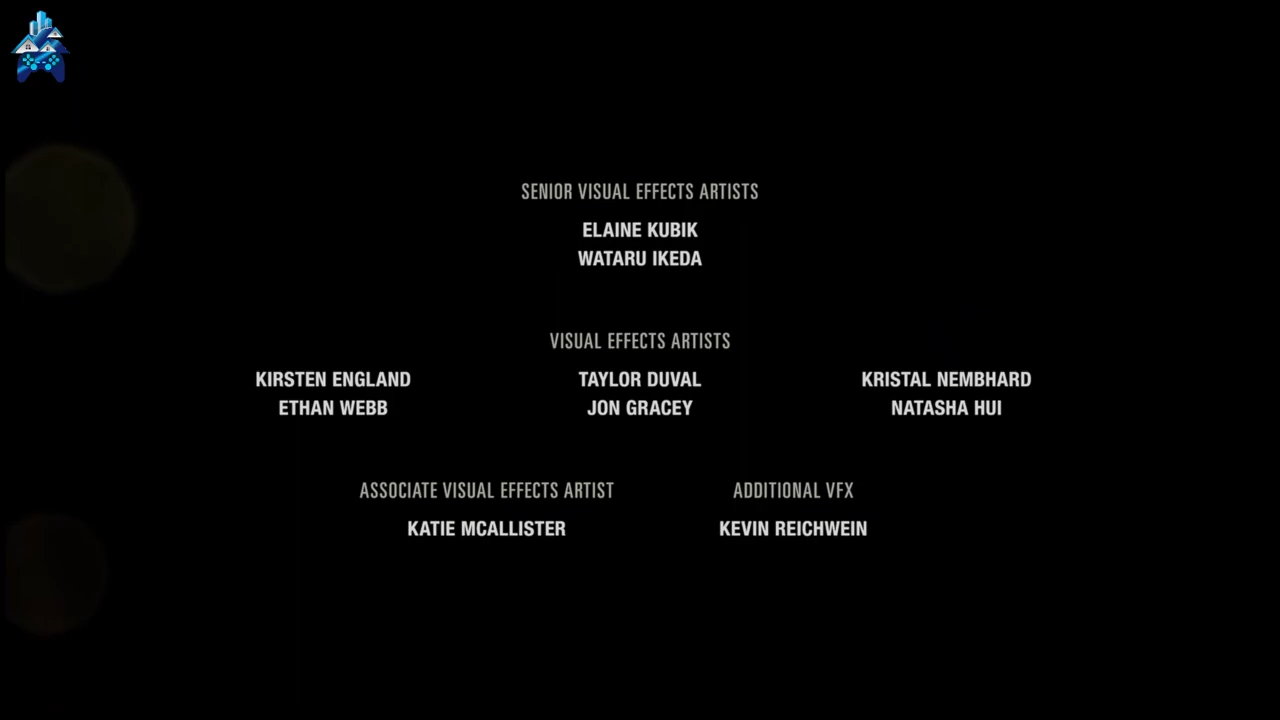 SENIOR VISUAL EFFECTS ARTISTS
ELAINE KUBIK
WATARU IKEDA
VISUAL EFFECTS ARTISTS
KIRSTEN ENGLAND TAYLOR DUVAL KRISTAL NEMBHARD
ETHAN WEBB JON GRACEY NATASHA HUI
ASSOCIATE VISUAL EFFECTS ARTIST ADDITIONAL VFX
KATIE MCALLISTER KEVIN REICHWEIN